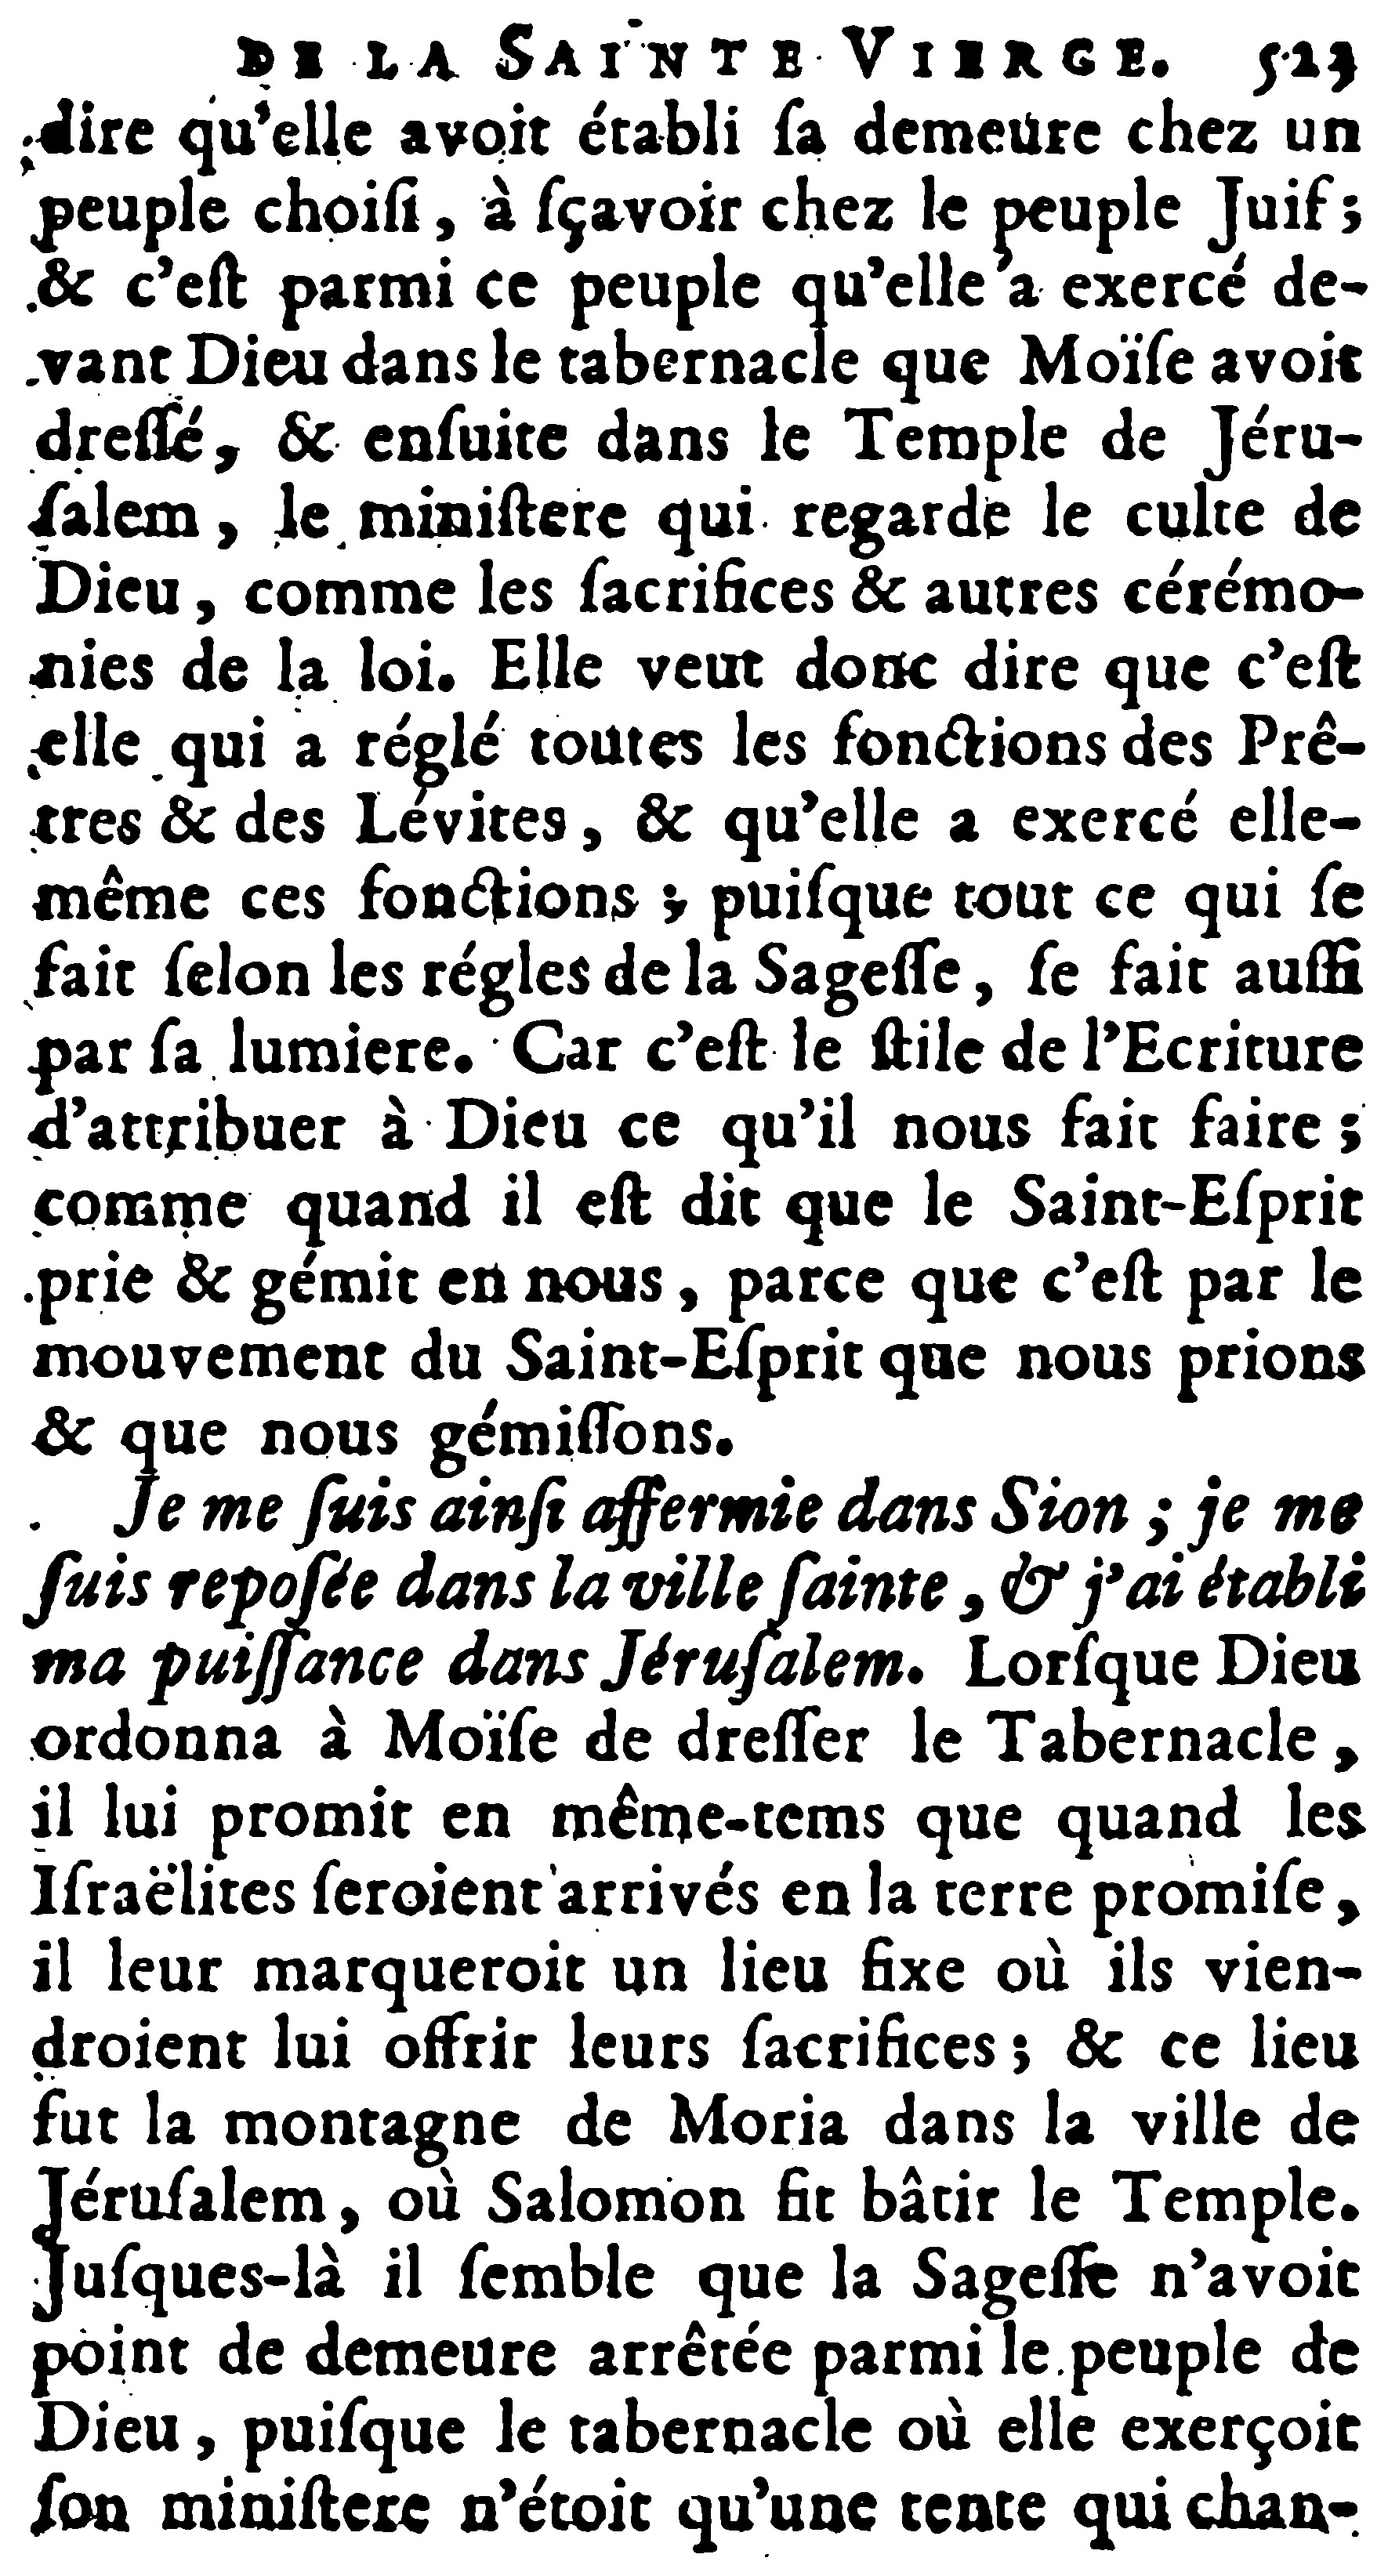 DE LA SAINTE VIERGE. 523
dire qu'elle avoit établi ſa demeure chez un
peuple choiſi, à ſçavoir chez le peuple Juif;
& c'eſt parmi ce peuple qu'elle a exercé de-
vant Dieu dans le tabernacle que Moïſe avoit
dreſſé, & enſuite dans le Temple de Jéru-
ſalem, le miniſtere qui regarde le culte de
Dieu, comme les ſacrifices & autres cérémo-
nies de la loi. Elle veut donc dire que c'eſt
elle qui a réglé toutes les fonctions des Prê-
tres & des Lévites, & qu'elle a exercé elle-
même ces fonctions; puiſque tout ce qui ſe
fait ſelon les régles de la Sageſſe, ſe fait auſſi
par ſa lumiere. Car c'eſt le ſtile de l'Ecriture
d'attribuer à Dieu ce qu'il nous fait faire;
comme quand il eſt dit que le Saint-Eſprit
prie & gémit en nous, parce que c'eſt par le
mouvement du Saint-Eſprit que nous prions
& que nous gémiſſons.
Je me ſuis ainſi affermie dans Sion; je me
ſuis repoſée dans la ville ſainte, & j'ai établi
ma puiſſance dans Jéruſalem. Lorſque Dieu
ordonna à Moïſe de dreſſer le Tabernacle,
il lui promit en même-tems que quand les
Iſraëlites ſeroient arrivés en la terre promiſe,
il leur marqueroit un lieu fixe où ils vien-
droient lui offrir leurs ſacrifices; & ce lieu
fut la montagne de Moria dans la ville de
Jéruſalem, où Salomon fit bâtir le Temple.
Juſques-là il ſemble que la Sageſſe n'avoit
point de demeure arrêtée parmi le peuple de
Dieu, puiſque le tabernacle où elle exerçoit
ſon miniſtere n'étoit qu'une tente qui chan-